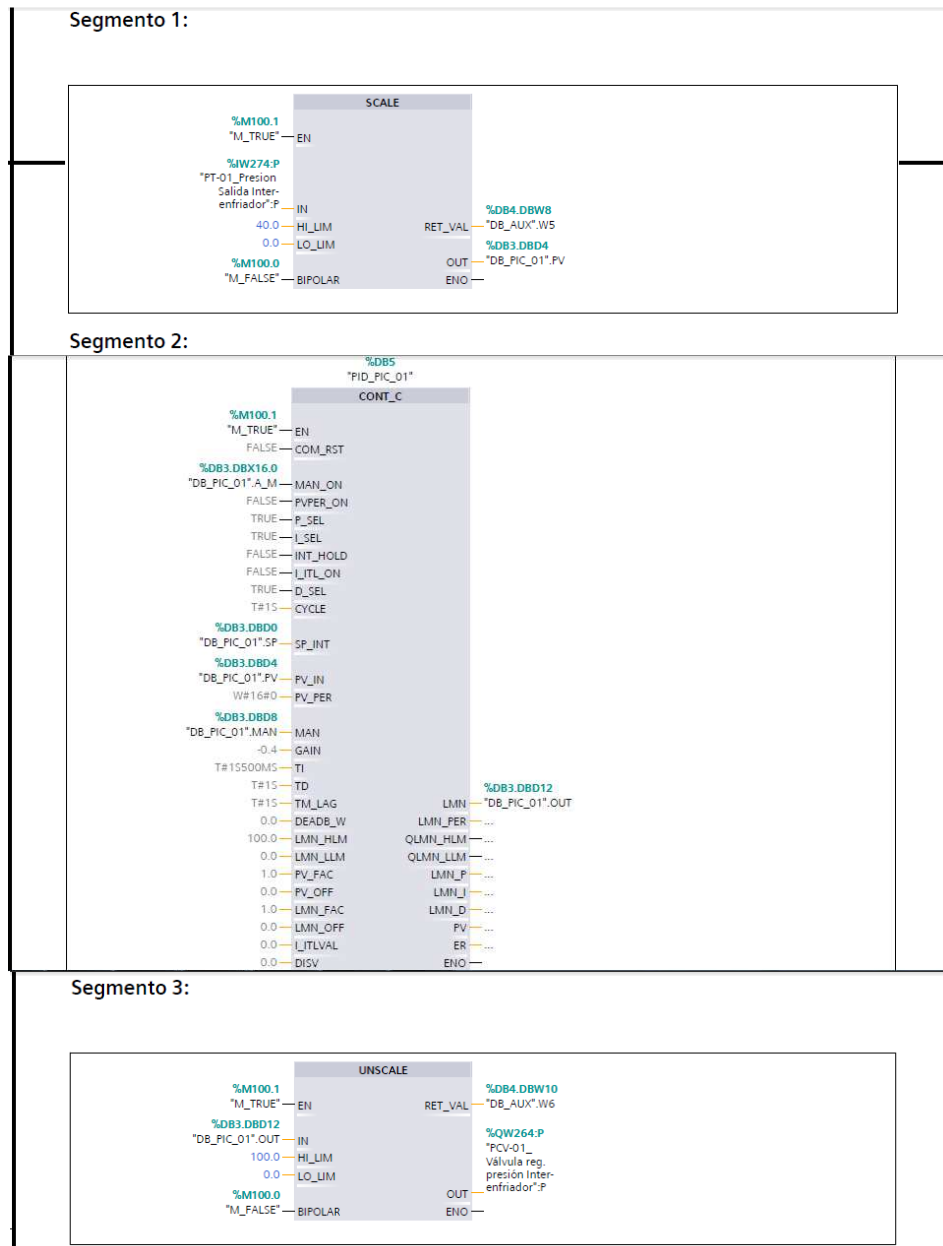 Segmento 1:
SCALE
%M100.1
"M_TRUE" EN
%IW274:P
"PT-01_Presion
Salida Inter-
enfriador":P IN
%DB4.DBW8
40.0 HI_LIM RET_VAL "DB_AUX".W5
0.0 LO_LIM
%DB3.DBD4
%M100.0
OUT "DB_PIC_01".PV
"M_FALSE" BIPOLAR ENO
Segmento 2:
%DB5
"PID_PIC_01"
CONT_C
%M100.1
"M_TRUE" EN
FALSE COM_RST
%DB3.DBX16.0
"DB_PIC_01".A_M MAN_ON
FALSE PVPER_ON
TRUE P_SEL
TRUE I_SEL
FALSE INT_HOLD
FALSE I_ITL_ON
TRUE D_SEL
T#1S CYCLE
%DB3.DBD0
"DB_PIC_01".SP SP_INT
%DB3.DBD4
"DB_PIC_01".PV PV_IN
W#16#0 PV_PER
%DB3.DBD8
"DB_PIC_01".MAN MAN
-0.4 GAIN
T#1S500MS TI
T#1S TD
%DB3.DBD12
T#1S TM_LAG LMN "DB_PIC_01".OUT
0.0 DEADB_W LMN_PER ...
100.0 LMN_HLM QLMN_HLM ...
0.0 LMN_LLM QLMN_LLM ...
1.0 PV_FAC LMN_P ...
0.0 PV_OFF LMN_I ...
1.0 LMN_FAC LMN_D ...
0.0 LMN_OFF PV ...
0.0 I_ITLVAL ER ...
0.0 DISV ENO
Segmento 3:
UNSCALE
%M100.1
%DB4.DBW10
"M_TRUE" EN RET_VAL "DB_AUX".W6
%DB3.DBD12
"DB_PIC_01".OUT IN
100.0 HI_LIM
0.0 LO_LIM
%QW264:P
"PCV-01_
Válvula reg.
presión Inter-
enfriador":P
%M100.0
OUT
"M_FALSE" BIPOLAR ENO